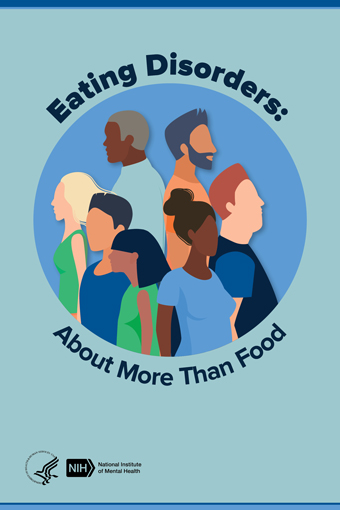 Eating Disorders:
About More Than Food
NIH
National Institute
of Mental Health